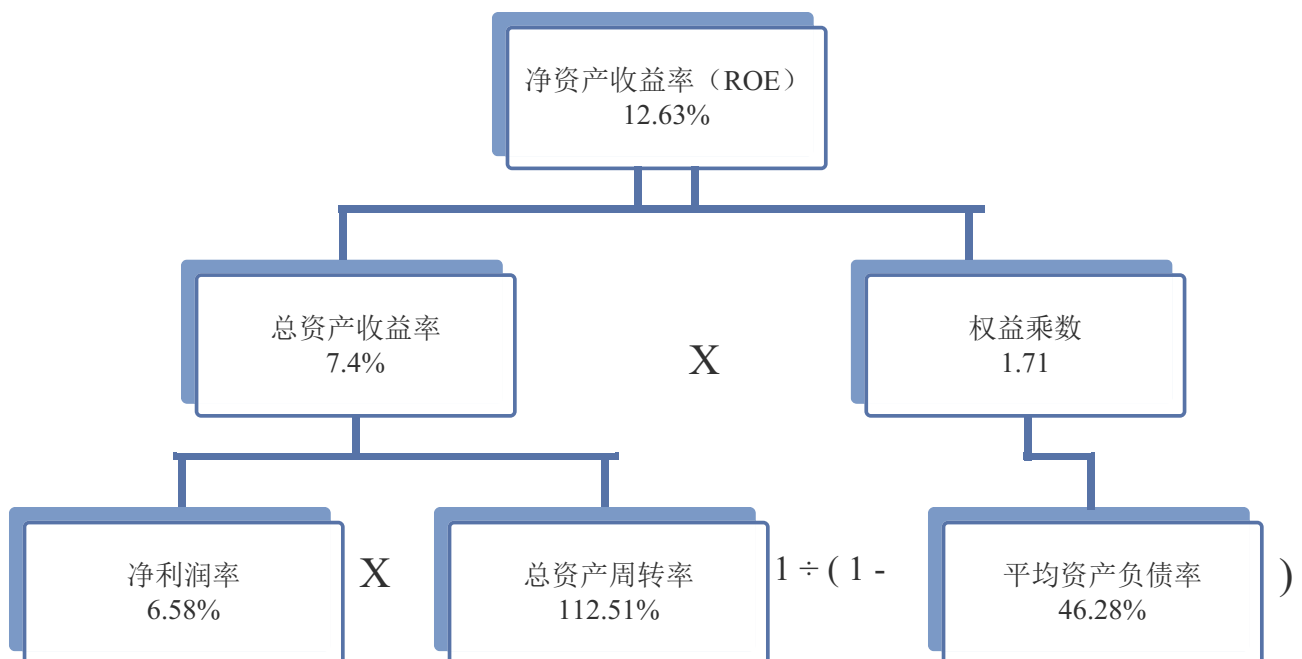 净资产收益率（ROE）
12.63%
总资产收益率
7.4%
X
权益乘数
1.71
净利润率
6.58%
X
总资产周转率
112.51%
1 ÷ ( 1 -
平均资产负债率
46.28%
)